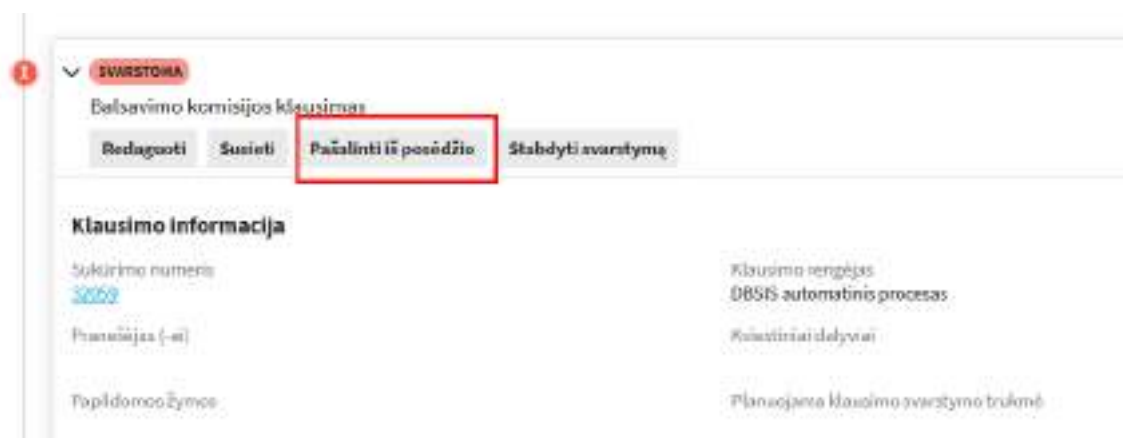 1
SVARSTOMA
Balsavimo komisijos klausimas
Redaguoti Susieti Pašalinti iš posėdžio Stabdyti svarstymą
Klausimo informacija
Sukūrimo numeris Klausimo rengėjas
32059 DBSIS automatinis procesas
Pranešėjas (-ai) Kviestiniai dalyviai
Papildomos žymos Planuojama klausimo svarstymo trukmė